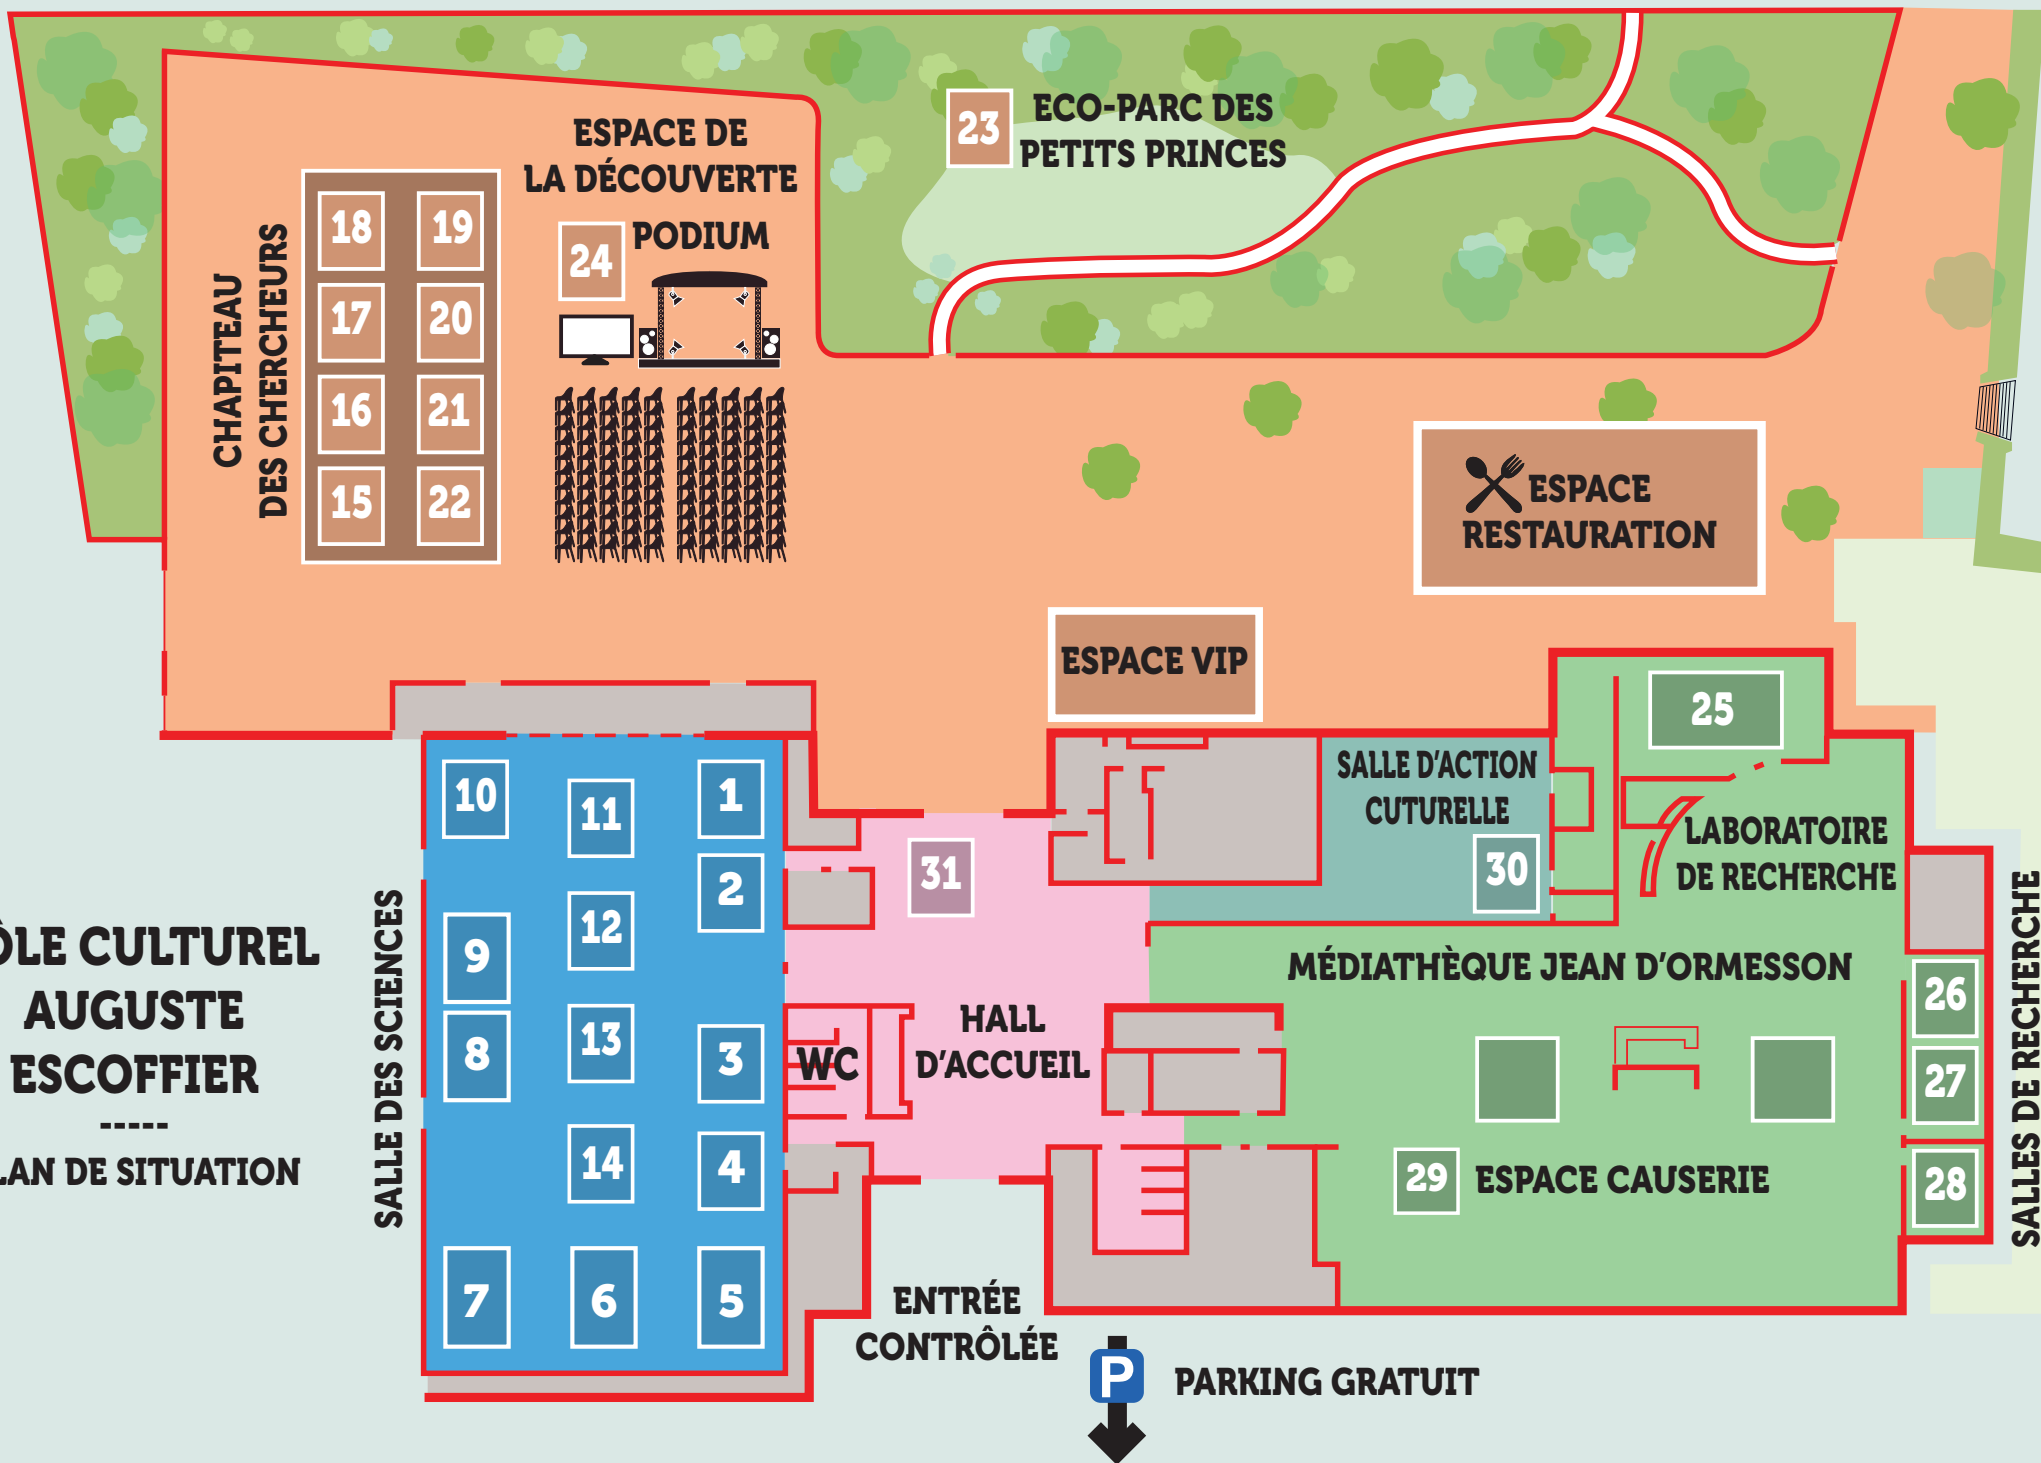 ESPACE DE
LA DÉCOUVERTE
24
PODIUM
23
ECO-PARC DES
PETITS PRINCES
CHAPITEAU
DES CHERCHEURS
18
19
17
20
16
21
15
22
ESPACE
RESTAURATION
ESPACE VIP
25
SALLE D'ACTION
CUTURELLE
30
LABORATOIRE
DE RECHERCHE
10
11
1
2
12
9
8
13
3
14
4
7
6
5
SALLE DES SCIENCES
31
WC
HALL
D'ACCUEIL
MÉDIATHÈQUE JEAN D'ORMESSON
26
27
28
SALLES DE RECHERCHE
29
ESPACE CAUSERIE
ÔLE CULTUREL
AUGUSTE
ESCOFFIER
-----
LAN DE SITUATION
ENTRÉE
CONTRÔLÉE
P
PARKING GRATUIT